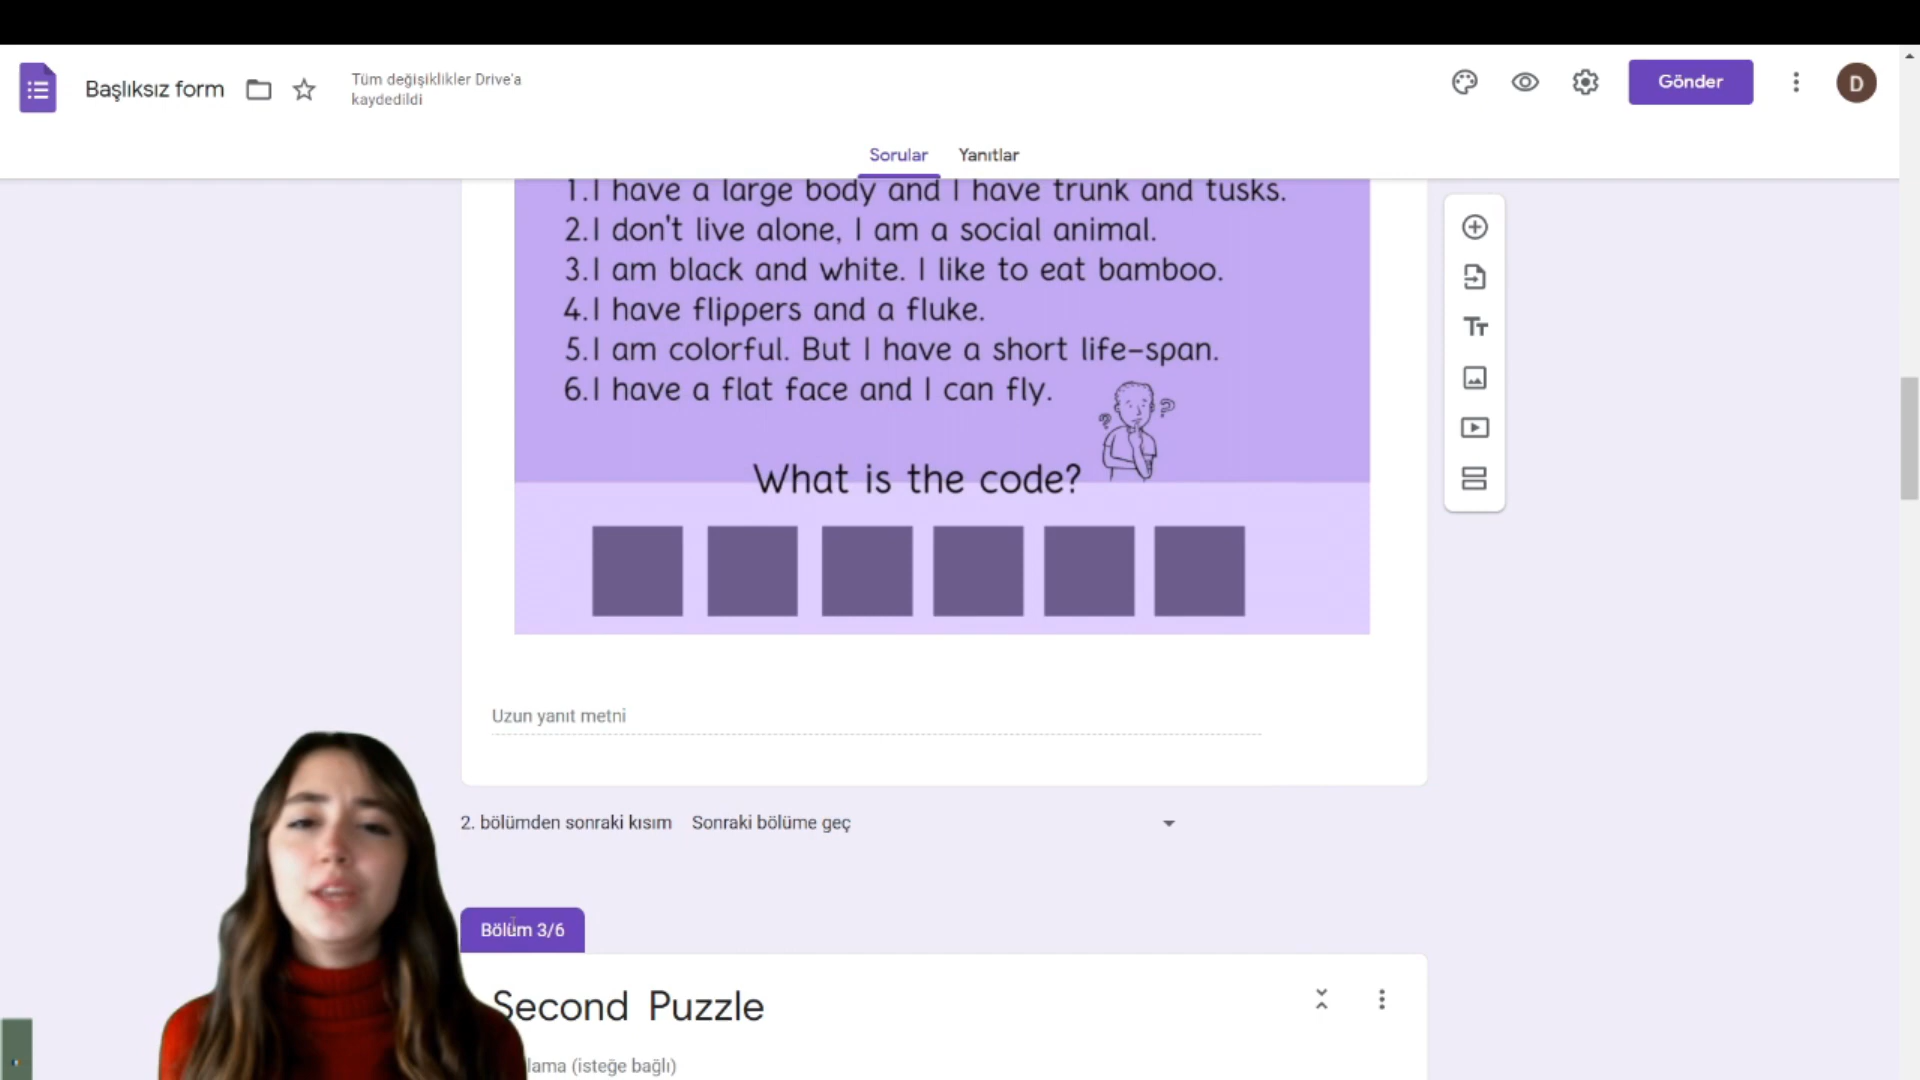 Başlıksız form
Tüm değişiklikler Drive'a
kaydedildi
Gönder
D
Sorular
Yanıtlar
1.I have a large body and I have trunk and tusks.
2.I don't live alone, I am a social animal.
3.I am black and white. I like to eat bamboo.
4.I have flippers and a fluke.
5.I am colorful. But I have a short life-span.
6.I have a flat face and I can fly.
? ?
What is the code?
Uzun yanıt metni
2. bölümden sonraki kısım Sonraki bölüme geç
Bölüm 3/6
Second Puzzle
(isteğe bağlı)